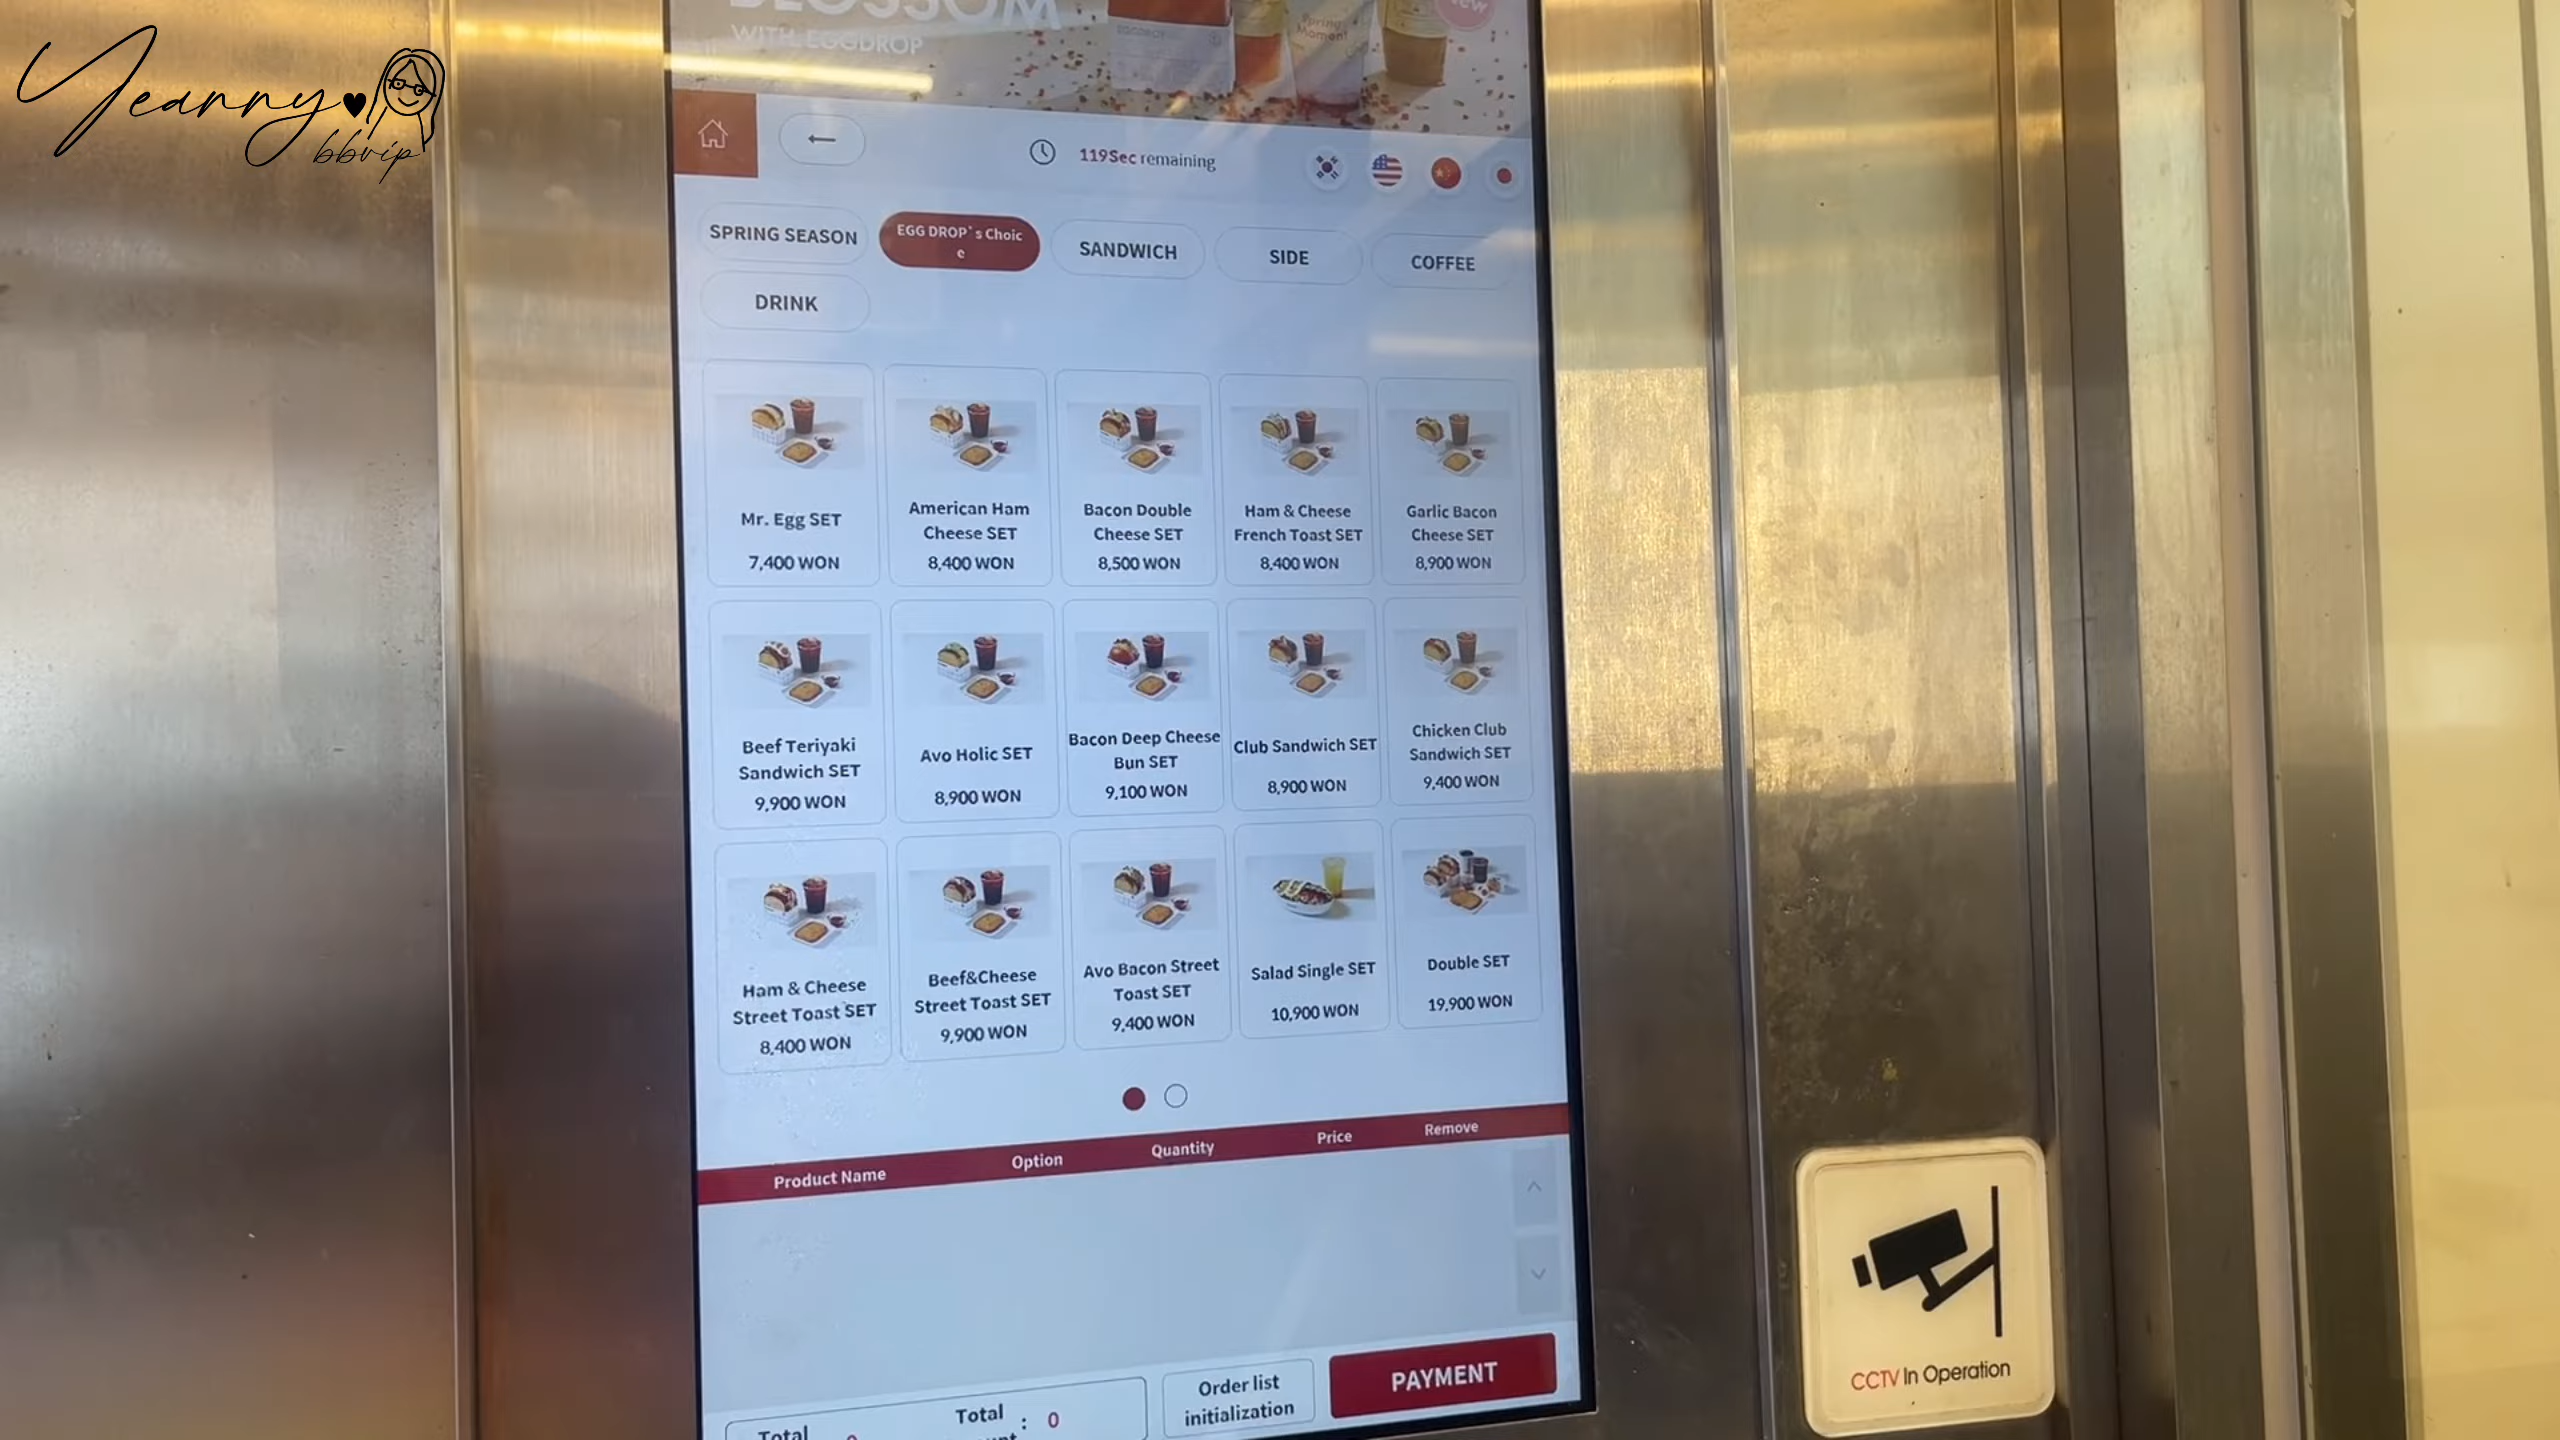 Yeanny
bbvip
BLOSSOM
WITH EGGDROP
Spring
Moment
New
119Sec remaining
SPRING SEASON
EGG DROP`s Choic
e
SANDWICH
SIDE
COFFEE
DRINK
Mr. Egg SET
7,400 WON
American Ham
Cheese SET
8,400 WON
Bacon Double
Cheese SET
8,500 WON
Ham & Cheese
French Toast SET
8,400 WON
Garlic Bacon
Cheese SET
8,900 WON
Beef Teriyaki
Sandwich SET
9,900 WON
Avo Holic SET
8,900 WON
Bacon Deep Cheese
Bun SET
9,100 WON
Club Sandwich SET
8,900 WON
Chicken Club
Sandwich SET
9,400 WON
Ham & Cheese
Street Toast SET
8,400 WON
Beef&Cheese
Street Toast SET
9,900 WON
Avo Bacon Street
Toast SET
9,400 WON
Salad Single SET
10,900 WON
Double SET
19,900 WON
Product Name Option Quantity Price Remove
Total
Total : 0
Order list
initialization
PAYMENT
CCTV In Operation